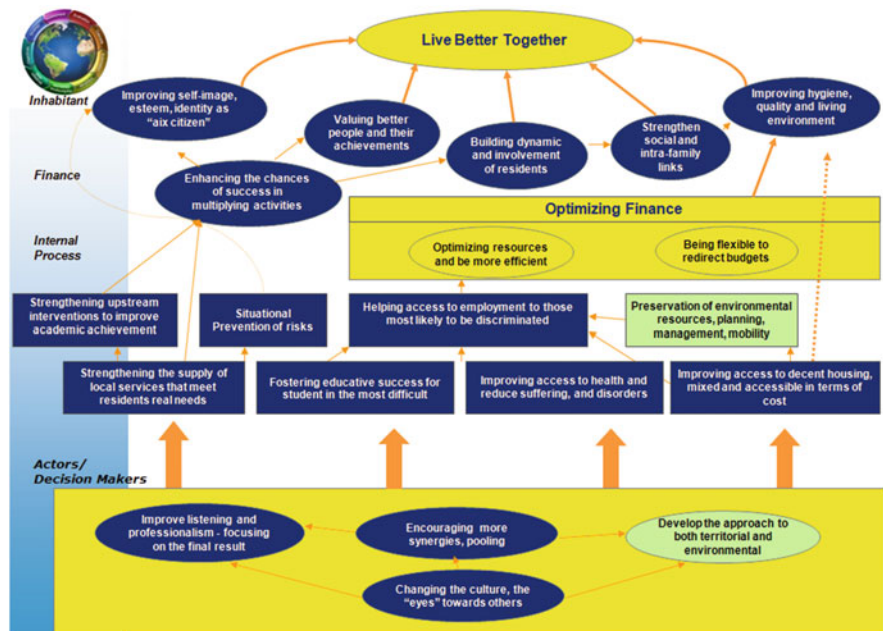 Live Better Together
Inhabitant
Improving self-image,
esteem, identity as
"aix citizen"
Valuing better
people and their
achievements
Building dynamic
and involvement
of residents
Strengthen
social and
intra-family
links
Improving hygiene,
quality and living
environment
Finance
Enhancing the chances
of success in
multiplying activities
Optimizing Finance
Internal
Process
Optimizing resources
and be more efficient
Being flexible to
redirect budgets
Strengthening upstream
interventions to improve
academic achievement
Situational
Prevention of risks
Helping access to employment to those
most likely to be discriminated
Preservation of environmental
resources, planning,
management, mobility
Strengthening the supply of
local services that meet
residents real needs
Fostering educative success for
student in the most difficult
Improving access to health and
reduce suffering, and disorders
Improving access to decent housing,
mixed and accessible in terms of
cost
Actors/
Decision Makers
Improve listening and
professionalism - focusing
on the final result
Encouraging more
synergies, pooling
Develop the approach to
both territorial and
environmental
Changing the culture, the
"eyes" towards others